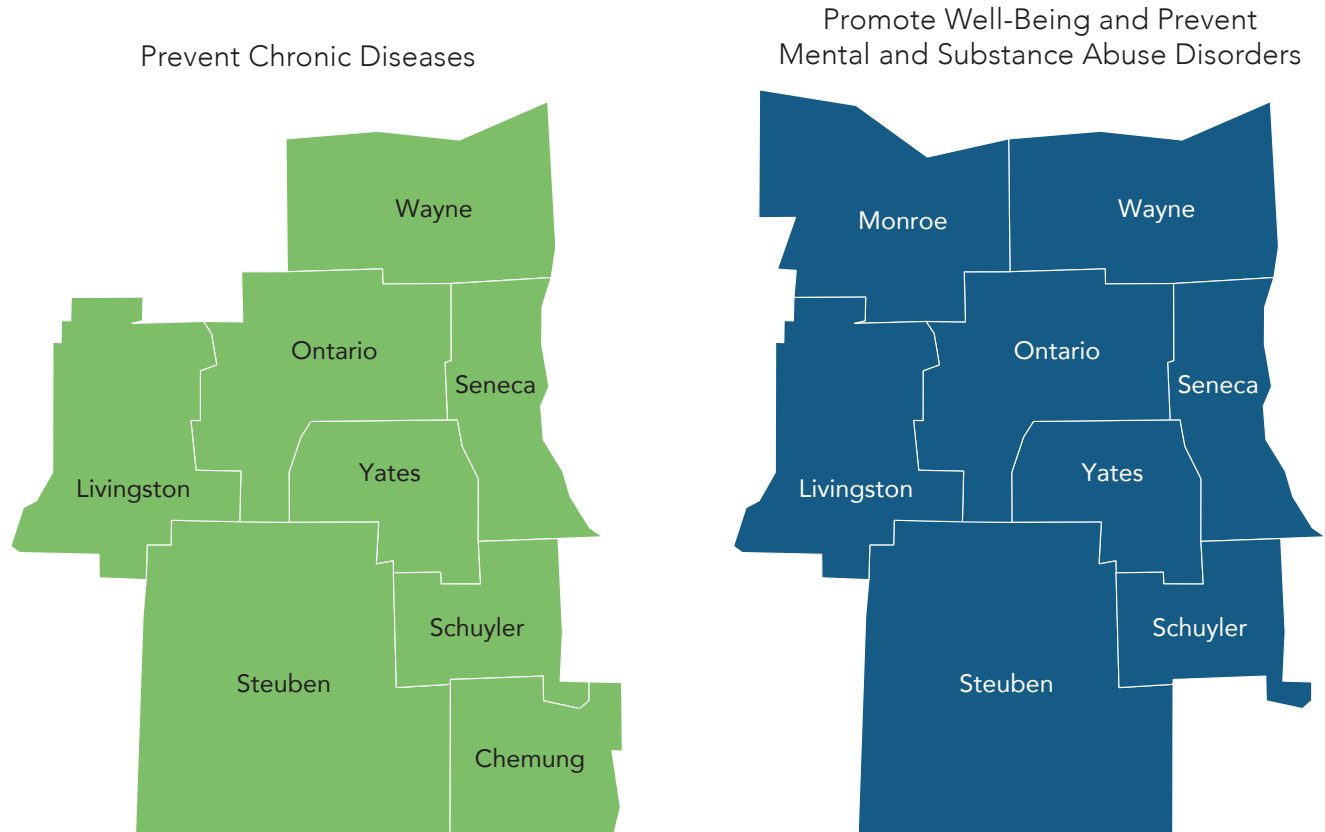 Prevent Chronic Diseases
Wayne
Ontario
Seneca
Yates
Livingston
Schuyler
Steuben
Chemung
Promote Well-Being and Prevent
Mental and Substance Abuse Disorders
Monroe
Wayne
Ontario
Seneca
Yates
Livingston
Schuyler
Steuben